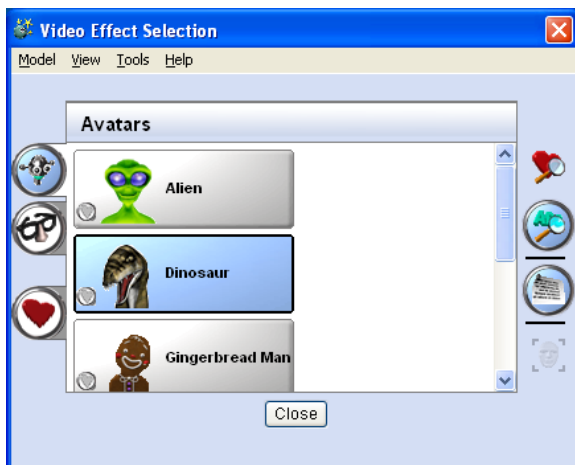 Video Effect Selection
Model View Tools Help
Avatars
Alien
Dinosaur
Gingerbread Man
Close